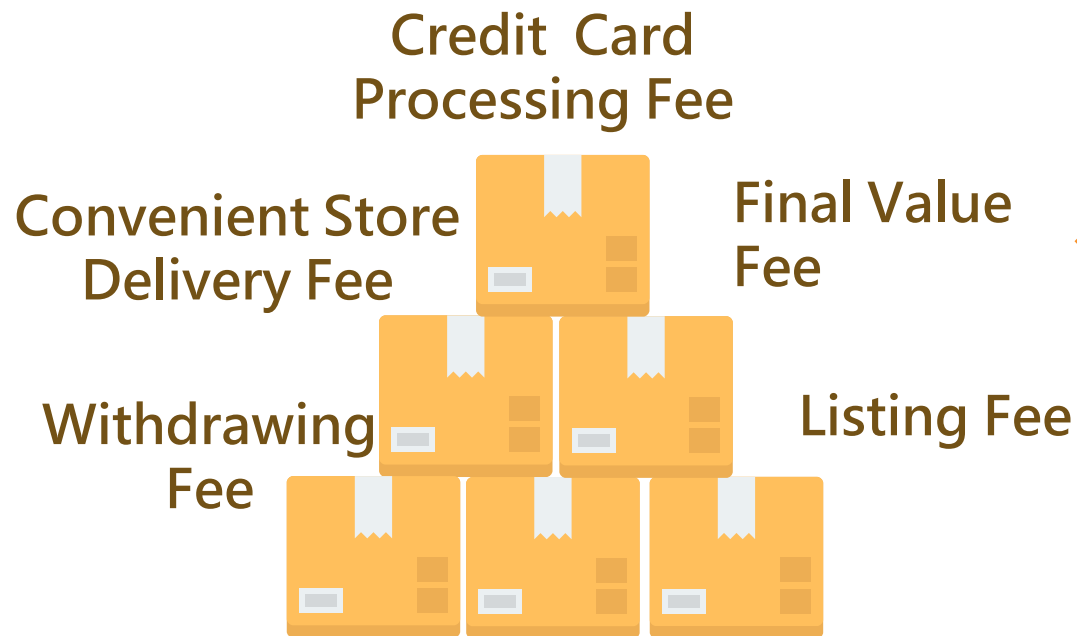 Credit Card
Processing Fee
Convenient Store
Delivery Fee
Final Value
Fee
Withdrawing
Fee
Listing Fee